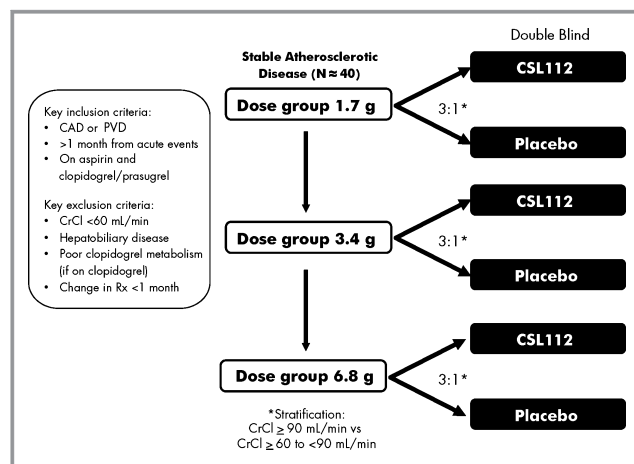 Double Blind
Stable Atherosclerotic
Disease (N ≈ 40)
CSL112
Dose group 1.7 g
3:1*
Placebo
Key inclusion criteria:
• CAD or PVD
• >1 month from acute events
• On aspirin and
clopidogrel/prasugrel
Key exclusion criteria:
• CrCl <60 mL/min
• Hepatobiliary disease
• Poor clopidogrel metabolism
(if on clopidogrel)
• Change in Rx <1 month
CSL112
Dose group 3.4 g
3:1*
Placebo
CSL112
Dose group 6.8 g
3:1*
Placebo
*Stratification:
CrCl ≥ 90 mL/min vs
CrCl ≥ 60 to <90 mL/min